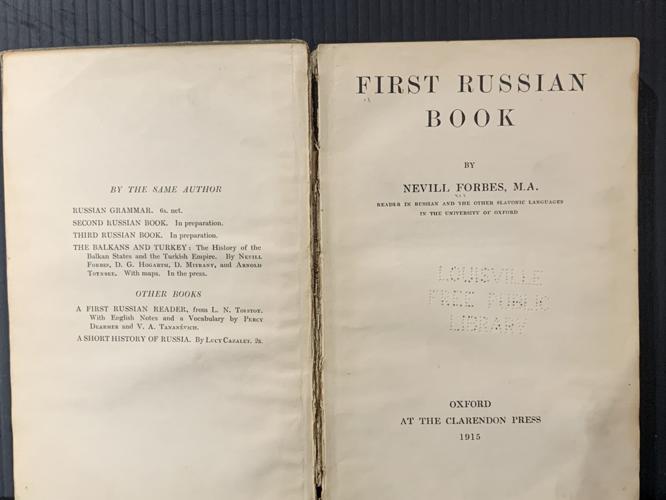 BY THE SAME AUTHOR
RUSSIAN GRAMMAR. 6s. net.
SECOND RUSSIAN BOOK. In preparation.
THIRD RUSSIAN BOOK. In preparation.
THE BALKANS AND TURKEY: The History of the
Balkan States and the Turkish Empire. By NEVILL
FORBES, D. G. HOGARTH, D. MITRANY, and ARNOLD
TOYNBEE. With maps. In the press.
OTHER BOOKS
A FIRST RUSSIAN READER, from L. N. TOLSTOY.
With English Notes and a Vocabulary by PERCY
DEARMER and V. A. TANANÉVICH.
A SHORT HISTORY OF RUSSIA. By LUCY CAZALET. 2s.
FIRST RUSSIAN
BOOK
BY
NEVILL FORBES, M.A.
READER IN RUSSIAN AND THE OTHER SLAVONIC LANGUAGES
IN THE UNIVERSITY OF OXFORD
LOUISVILLE
FREE PUBLIC
LIBRARY
OXFORD
AT THE CLARENDON PRESS
1915